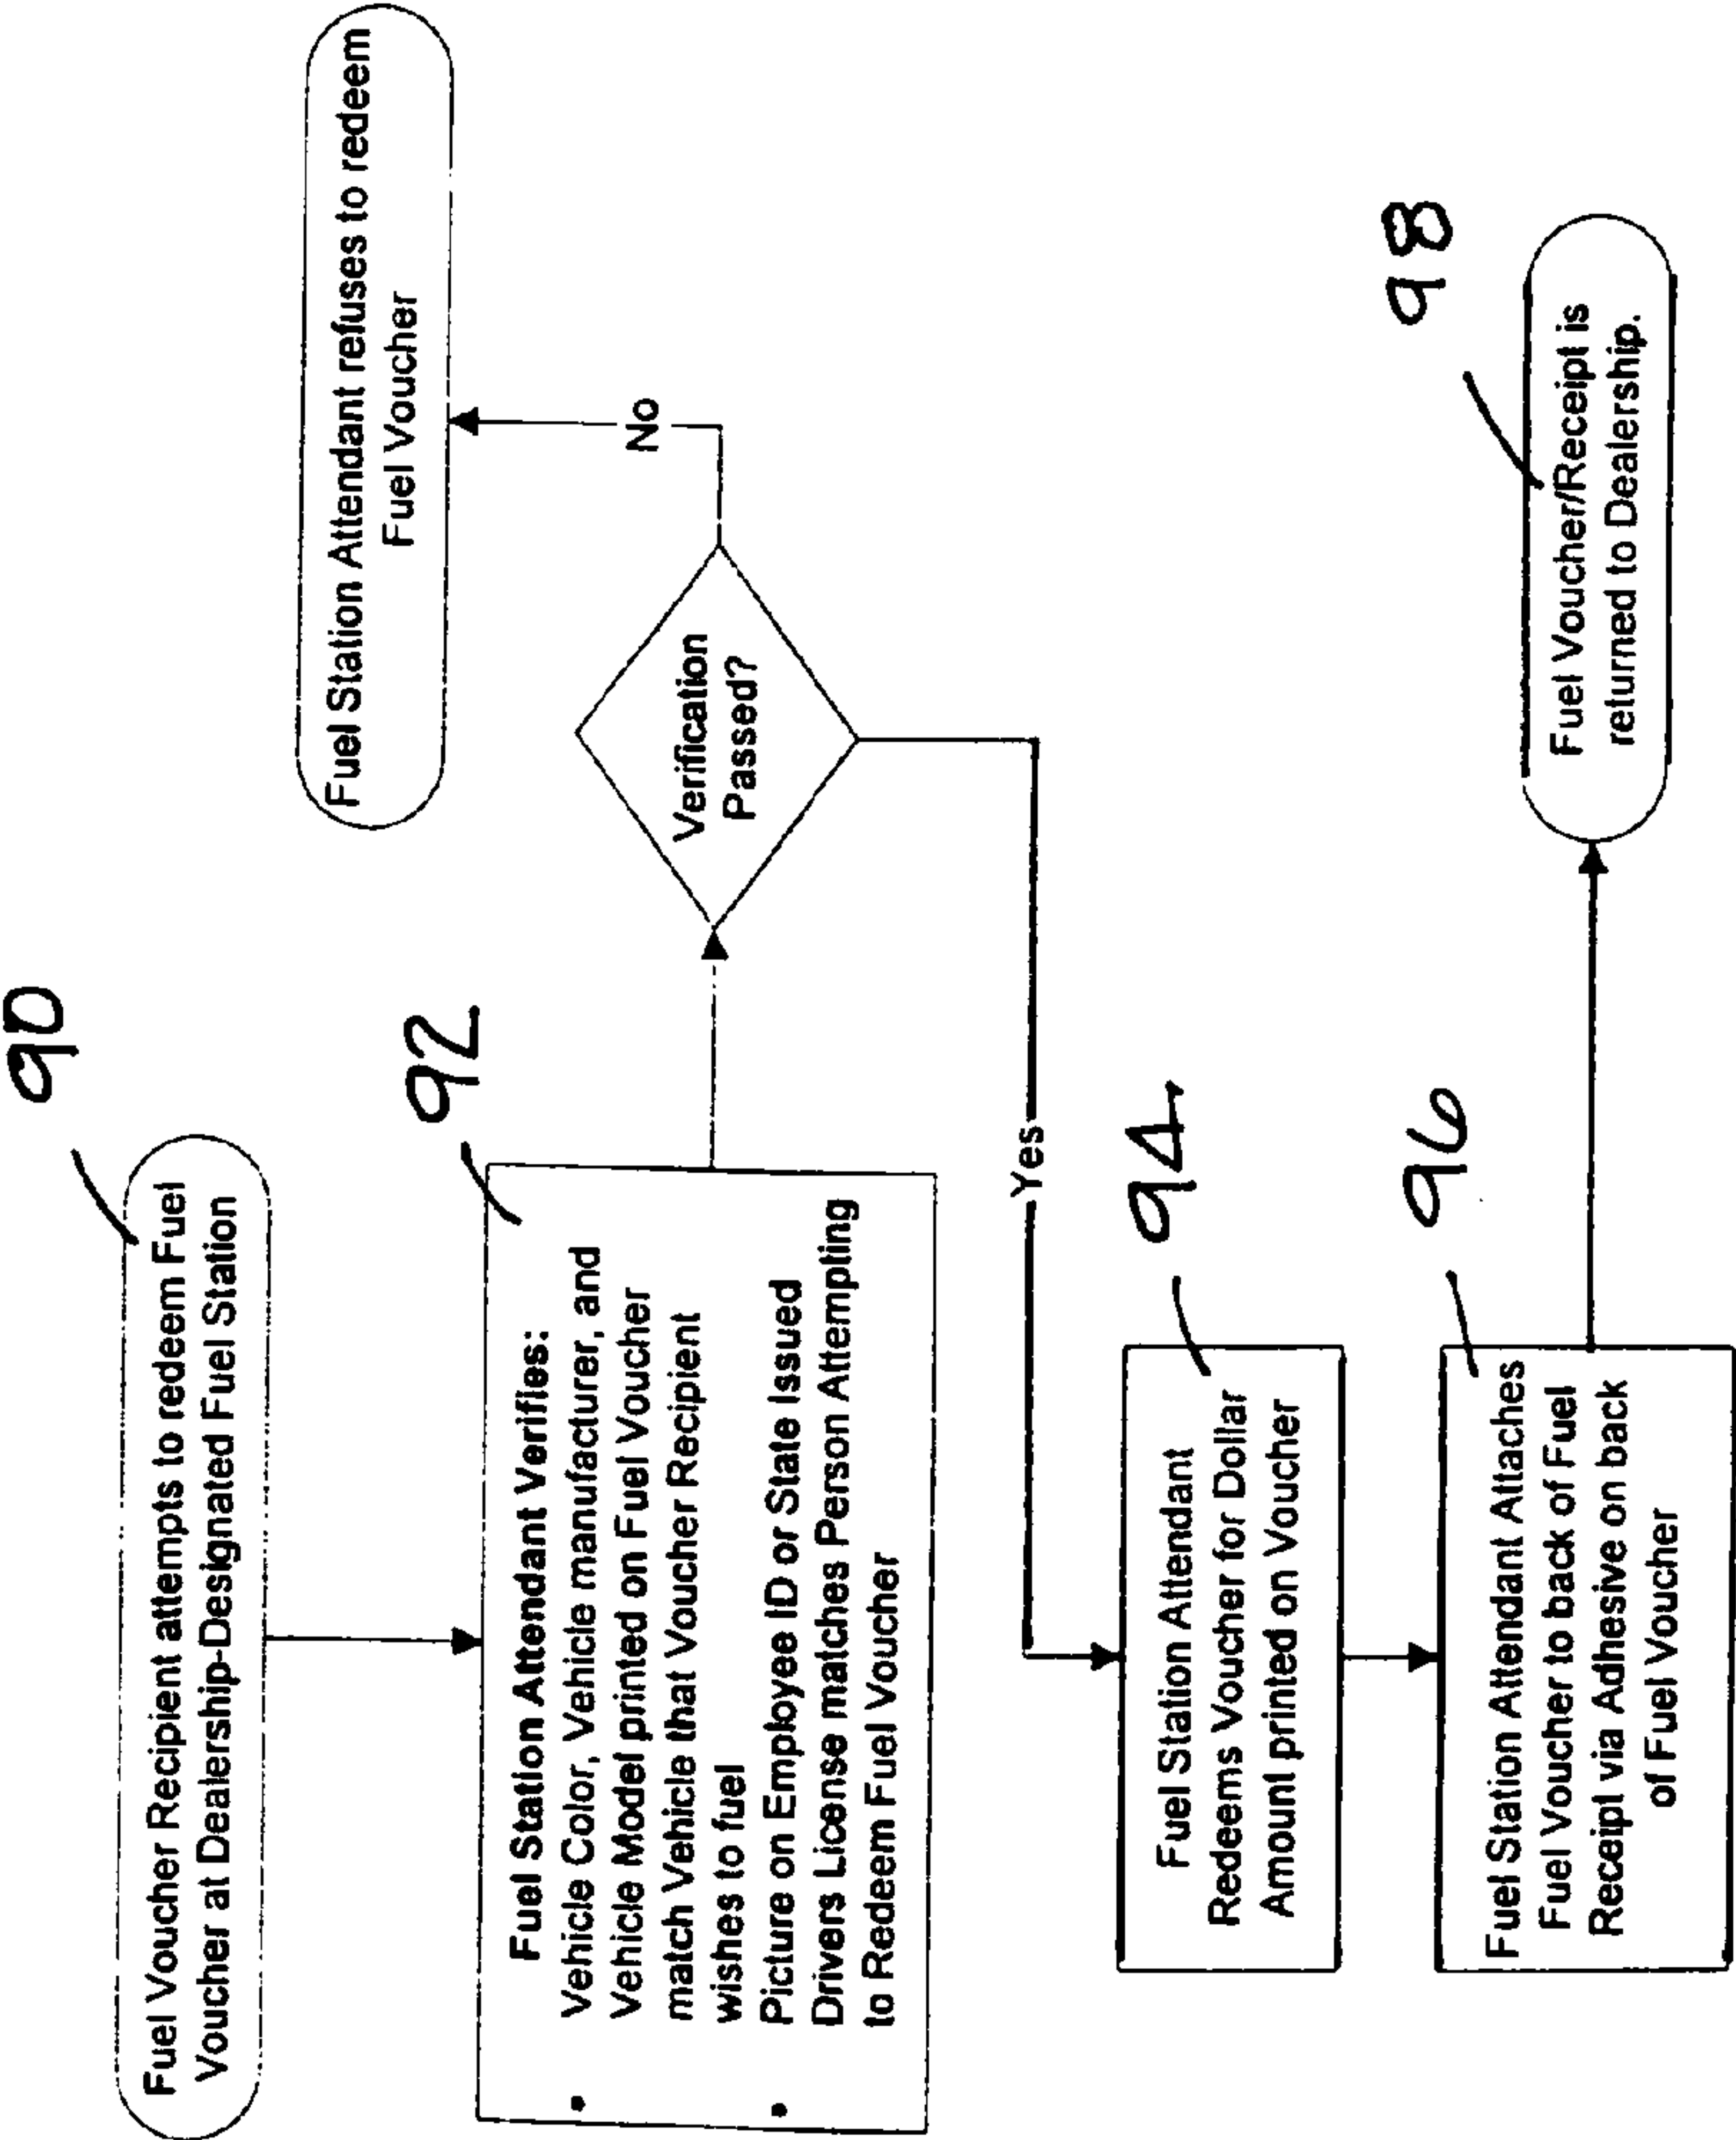 90
Fuel Voucher Recipient attempts to redeem Fuel
Voucher at Dealership-Designated Fuel Station
92
Fuel Station Attendant Verifies:
• Vehicle Color, Vehicle manufacturer, and
Vehicle Model printed on Fuel Voucher
match Vehicle that Voucher Recipient
wishes to fuel
• Picture on Employee ID or State Issued
Drivers License matches Person Attempting
to Redeem Fuel Voucher
Verification
Passed?
No
Fuel Station Attendant refuses to redeem
Fuel Voucher
Yes
94
Fuel Station Attendant
Redeems Voucher for Dollar
Amount printed on Voucher
96
Fuel Station Attendant Attaches
Fuel Voucher to back of Fuel
Receipt via Adhesive on back
of Fuel Voucher
98
Fuel Voucher/Receipt is
returned to Dealership.